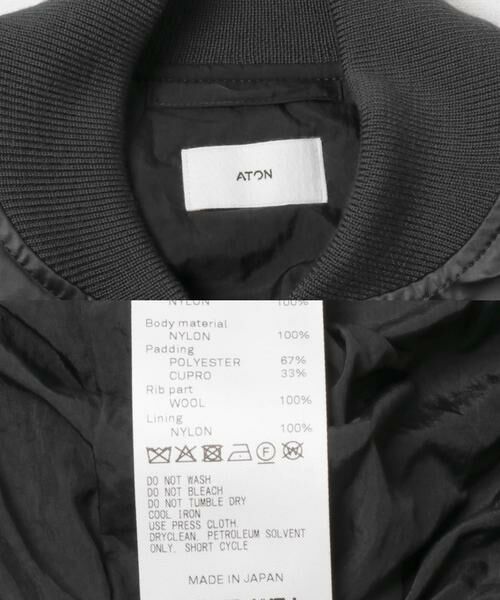 ATON
NYLON 100%
Body material
NYLON 100%
Padding
POLYESTER 67%
CUPRO 33%
Rib part
WOOL 100%
Lining
NYLON 100%
F W
DO NOT WASH
DO NOT BLEACH
DO NOT TUMBLE DRY
COOL IRON
USE PRESS CLOTH
DRYCLEAN, PETROLEUM SOLVENT
ONLY, SHORT CYCLE
MADE IN JAPAN